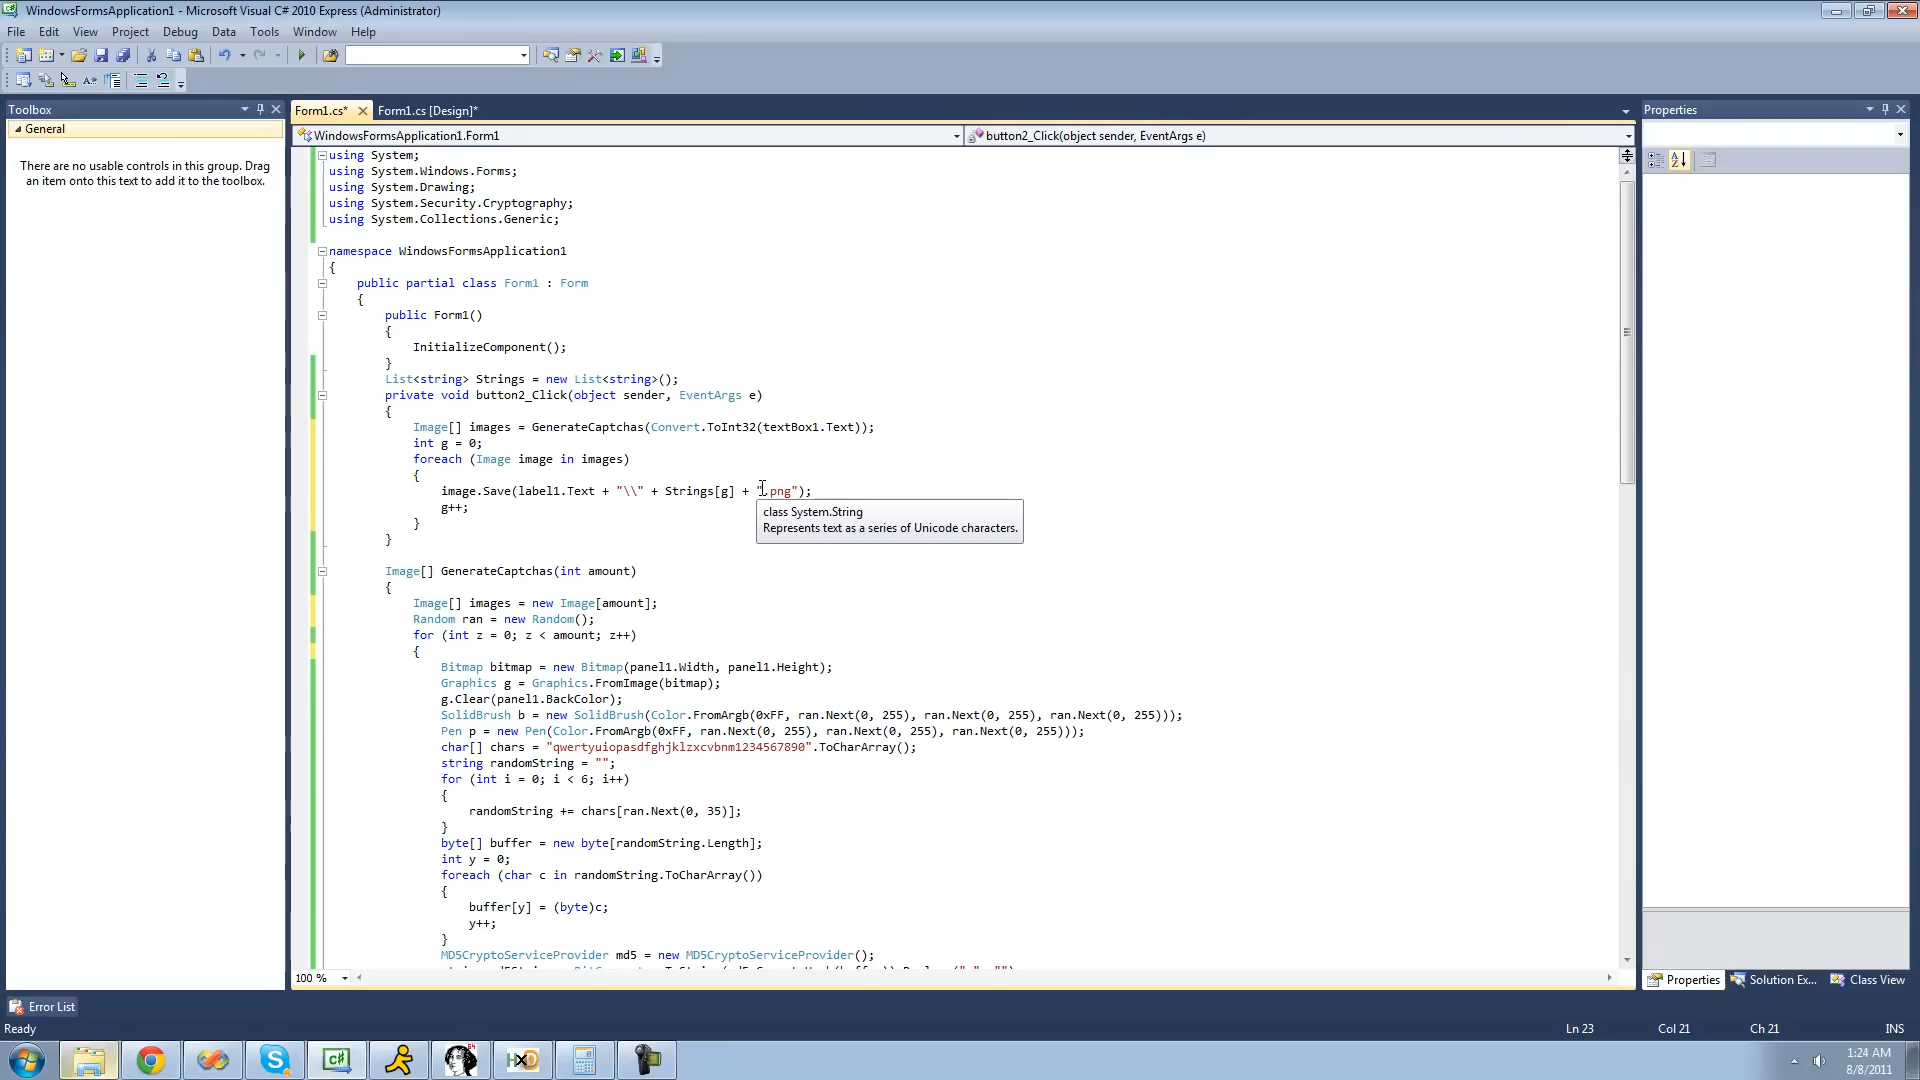 WindowsFormsApplication1 - Microsoft Visual C# 2010 Express (Administrator)
File Edit View Project Debug Data Tools Window Help
Toolbox
General
There are no usable controls in this group. Drag
an item onto this text to add it to the toolbox.
Form1.cs* Form1.cs [Design]*
WindowsFormsApplication1.Form1 button2_Click(object sender, EventArgs e)
using System;
using System.Windows.Forms;
using System.Drawing;
using System.Security.Cryptography;
using System.Collections.Generic;
namespace WindowsFormsApplication1
{
public partial class Form1 : Form
{
public Form1()
{
InitializeComponent();
}
List<string> Strings = new List<string>();
private void button2_Click(object sender, EventArgs e)
{
Image[] images = GenerateCaptchas(Convert.ToInt32(textBox1.Text));
int g = 0;
foreach (Image image in images)
{
image.Save(label1.Text + "\\" + Strings[g] + ".png");
g++;
}
}
class System.String
Represents text as a series of Unicode characters.
Image[] GenerateCaptchas(int amount)
{
Image[] images = new Image[amount];
Random ran = new Random();
for (int z = 0; z < amount; z++)
{
Bitmap bitmap = new Bitmap(panel1.Width, panel1.Height);
Graphics g = Graphics.FromImage(bitmap);
g.Clear(panel1.BackColor);
SolidBrush b = new SolidBrush(Color.FromArgb(0xFF, ran.Next(0, 255), ran.Next(0, 255), ran.Next(0, 255)));
Pen p = new Pen(Color.FromArgb(0xFF, ran.Next(0, 255), ran.Next(0, 255), ran.Next(0, 255)));
char[] chars = "qwertyuiopasdfghjklzxcvbnm1234567890".ToCharArray();
string randomString = "";
for (int i = 0; i < 6; i++)
{
randomString += chars[ran.Next(0, 35)];
}
byte[] buffer = new byte[randomString.Length];
int y = 0;
foreach (char c in randomString.ToCharArray())
{
buffer[y] = (byte)c;
y++;
}
MD5CryptoServiceProvider md5 = new MD5CryptoServiceProvider();
100 %
Properties
Properties Solution Ex... Class View
Error List
Ready Ln 23 Col 21 Ch 21 INS
1:24 AM
8/8/2011